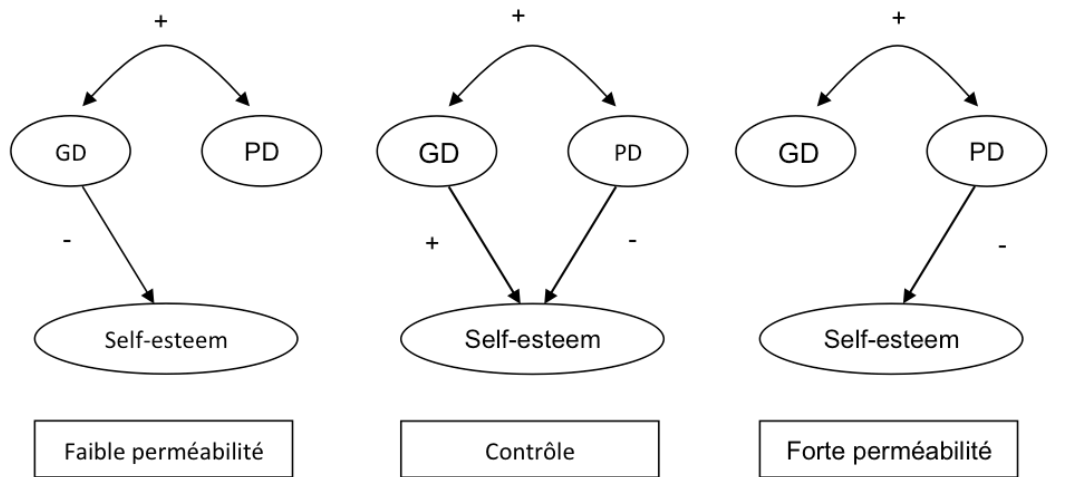 +
+
+
GD
PD
GD
PD
GD
PD
-
+
-
-
Self-esteem
Self-esteem
Self-esteem
Faible perméabilité
Contrôle
Forte perméabilité